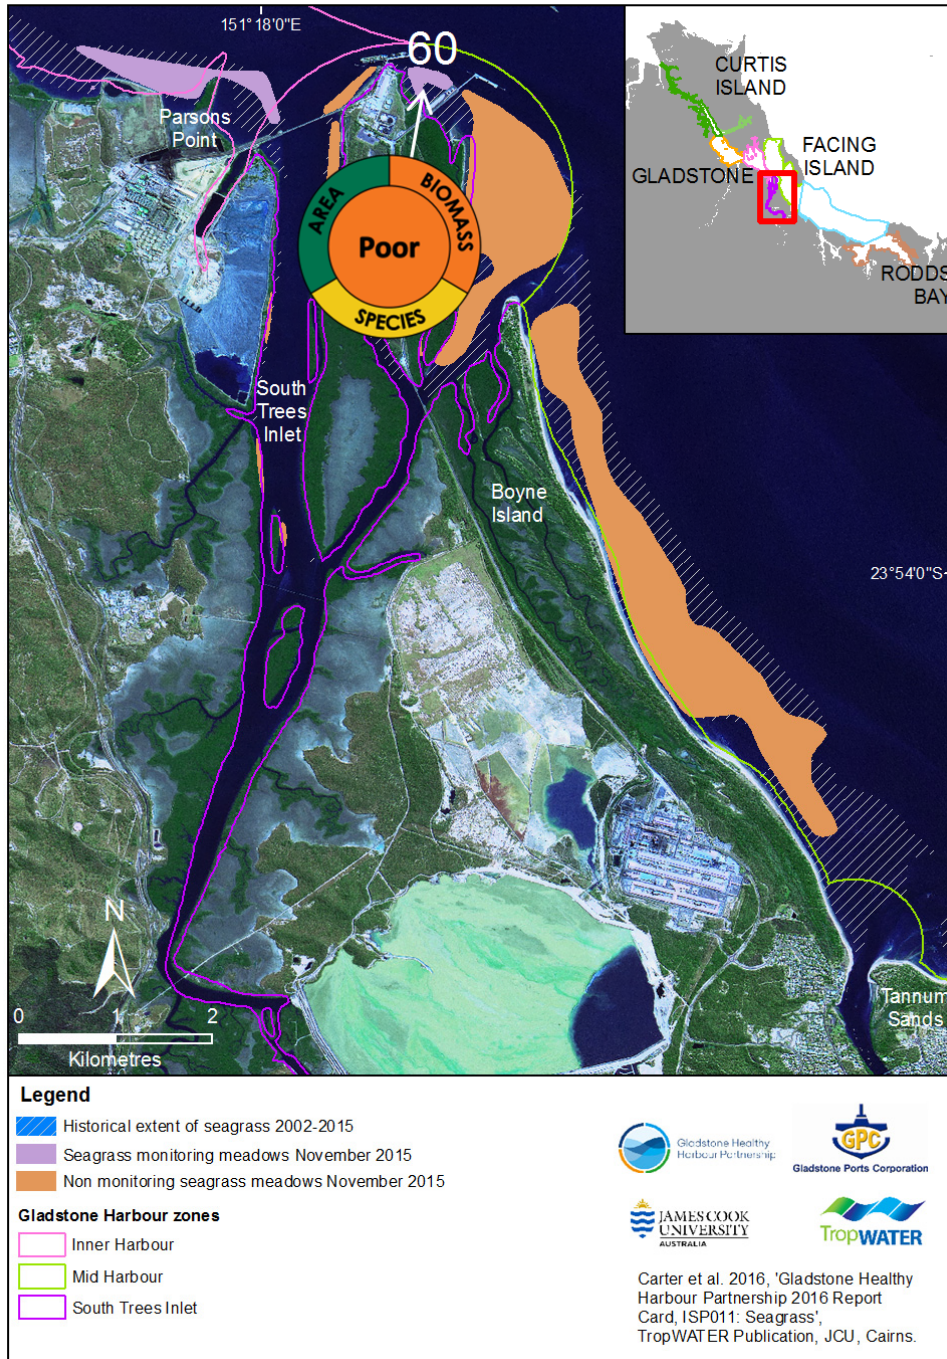 151°18'0"E
60
CURTIS
ISLAND
FACING
ISLAND
GLADSTONE
RODDS
BAY
Parsons
Point
AREA
BIOMASS
Poor
SPECIES
South
Trees
Inlet
Boyne
Island
23°54'0"S
N
0 1 2
Kilometres
Tannum
Sands
Legend
Historical extent of seagrass 2002-2015
Seagrass monitoring meadows November 2015
Non monitoring seagrass meadows November 2015
Gladstone Harbour zones
Inner Harbour
Mid Harbour
South Trees Inlet
Gladstone Healthy
Harbour Partnership
GPC
Gladstone Ports Corporation
JAMES COOK
UNIVERSITY
AUSTRALIA
TropWATER
Carter et al. 2016, 'Gladstone Healthy
Harbour Partnership 2016 Report
Card, ISP011: Seagrass',
TropWATER Publication, JCU, Cairns.